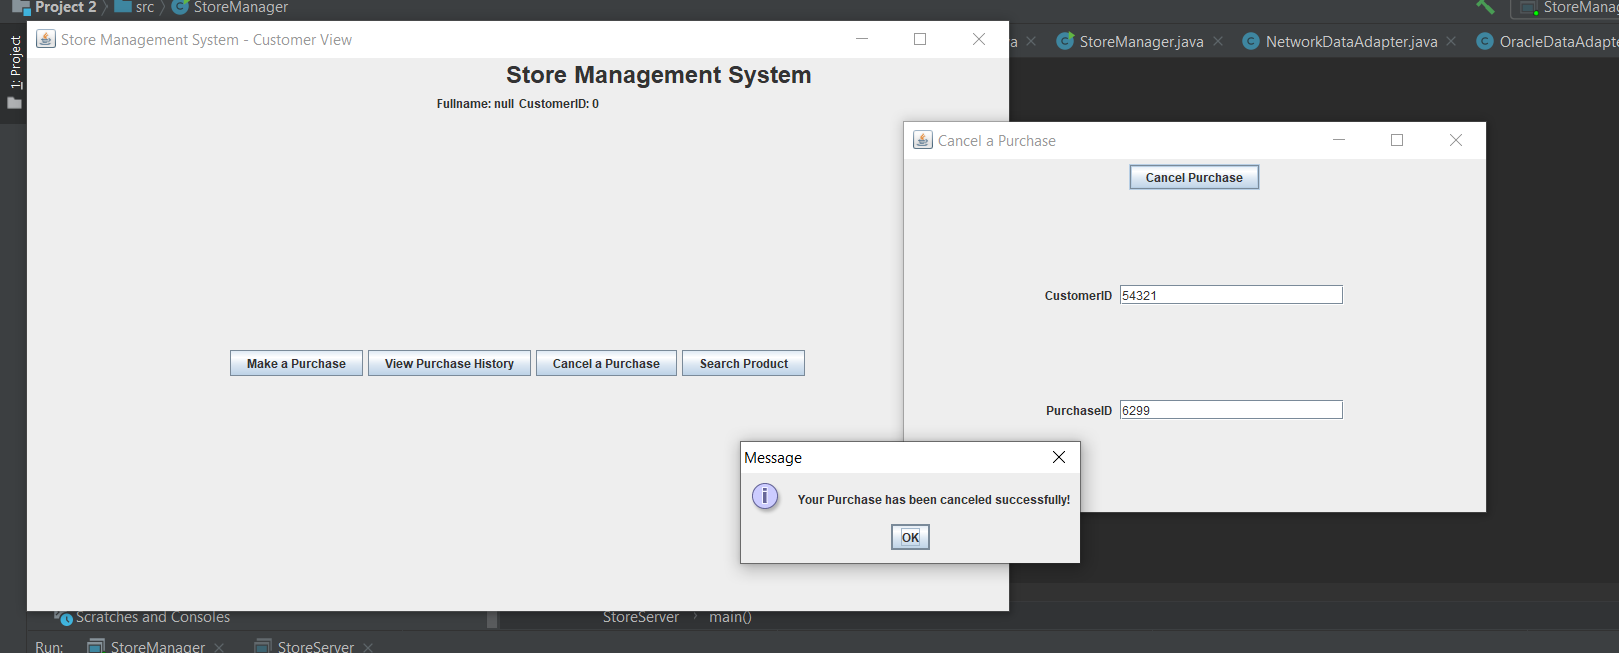 Project 2 src StoreManager
StoreManag
1: Project
Store Management System - Customer View
a StoreManager.java NetworkDataAdapter.java OracleDataAdapte
Store Management System
Fullname: null CustomerID: 0
Cancel a Purchase
Cancel Purchase
CustomerID 54321
Make a Purchase View Purchase History Cancel a Purchase Search Product
PurchaseID 6299
Message
Your Purchase has been canceled successfully!
OK
Scratches and Consoles
StoreServer main()
Run: StoreManager StoreServer